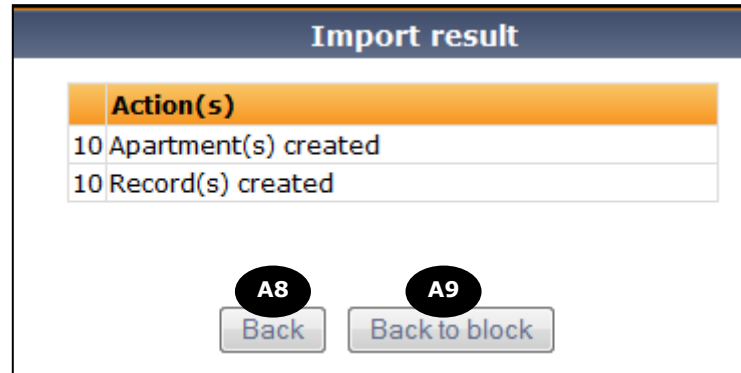 Import result
Action(s)
10 Apartment(s) created
10 Record(s) created
A8 A9
Back Back to block